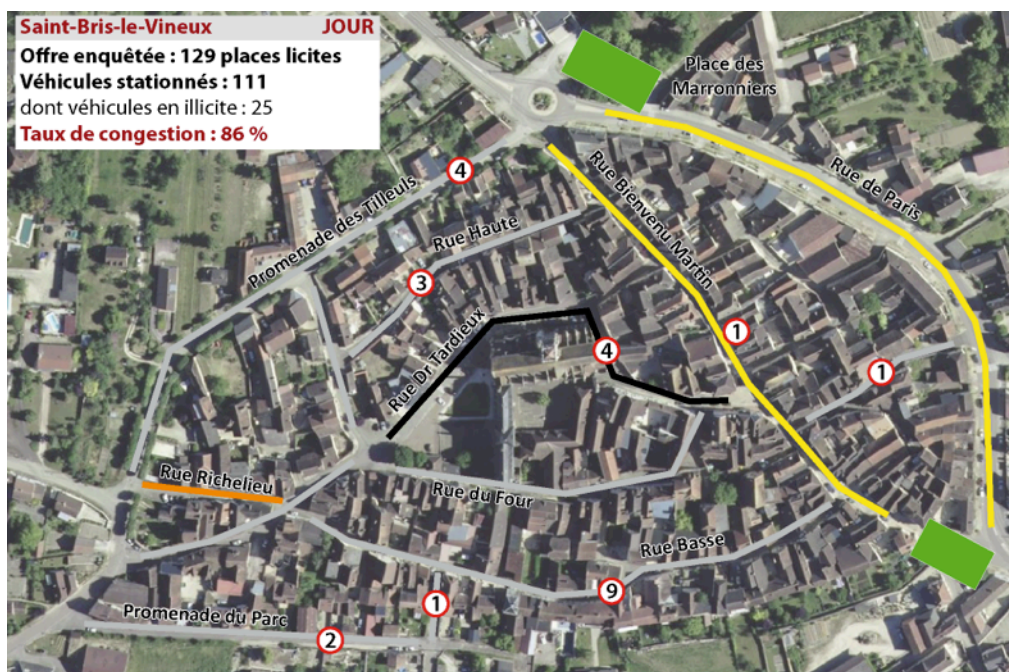 Saint-Bris-le-Vineux JOUR
Offre enquêtée : 129 places licites
Véhicules stationnés : 111
dont véhicules en illicite : 25
Taux de congestion : 86 %
Place des
Marronniers
Rue de Paris
Rue Bienvenu Martin
4
Promenade des Tilleuls
Rue Haute
3
Rue Dr Tardieux
4
1
1
Rue Richelieu
Rue du Four
Rue Basse
9
1
Promenade du Parc
2